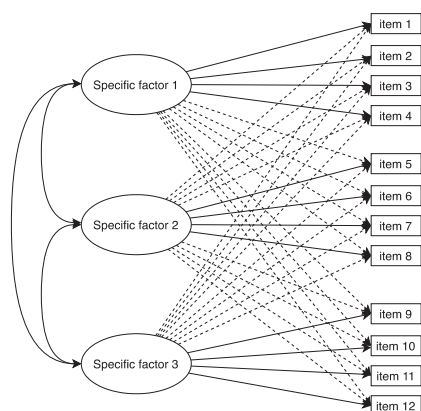 item 1
item 2
Specific factor 1
item 3
item 4
item 5
item 6
Specific factor 2
item 7
item 8
item 9
item 10
Specific factor 3
item 11
item 12